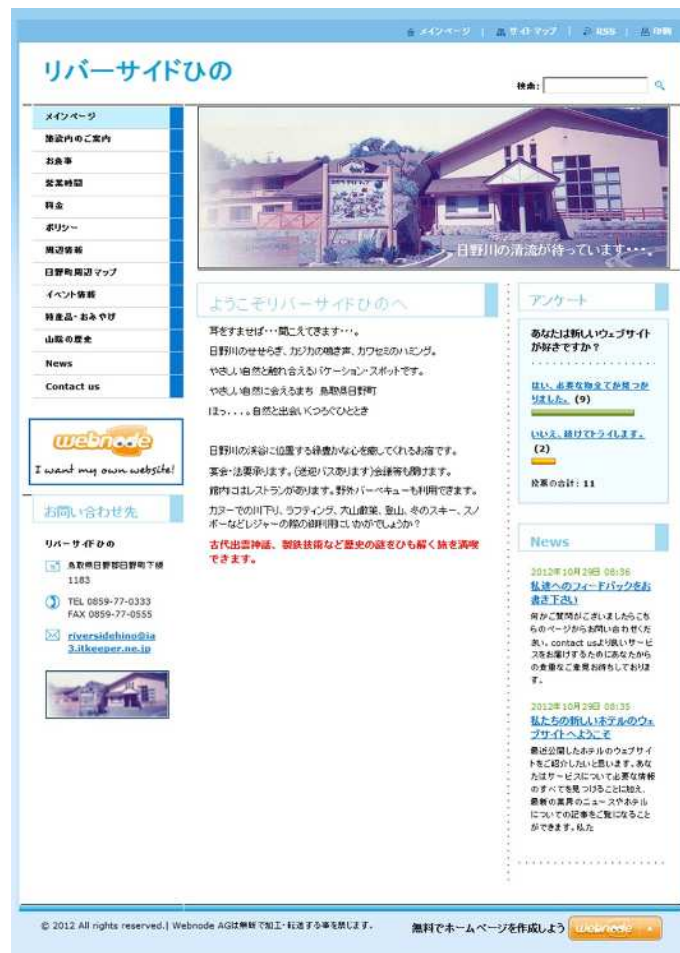 メインページ | サイトマップ | RSS | 印刷
リバーサイドひの
検索:
メインページ
施設内のご案内
お食事
営業時間
料金
ポリシー
周辺情報
日野町周辺マップ
イベント情報
特産品・おみやげ
山陰の歴史
News
Contact us
webnode
I want my own website!
お問い合わせ先
リバーサイドひの
鳥取県日野郡日野町下榎
1183
TEL 0859-77-0333
FAX 0859-77-0555
riversidehino@ia
3.itkeeper.ne.jp
日野川の清流が待っています・・・。
ようこそリバーサイドひのへ
耳をすませば・・・聞こえてきます・・・。
日野川のせせらぎ、カジカの鳴き声、カワセミのハミング。
やさしい自然と触れ合えるバケーション・スポットです。
やさしい自然に会えるまち 鳥取県日野町
ほっ・・・。自然と出会いくつろぐひととき
日野川の渓谷に位置する緑豊かな心を癒してくれるお宿です。
宴会・法要承ります。(送迎バスあります)会議等も開けます。
館内にはレストランがあります。野外バーベキューも利用できます。
カヌーでの川下り、ラフティング、大山散策、登山、冬のスキー、スノ
ーボードなどレジャーの際の御利用にいかがでしょうか?
古代出雲神話、製鉄技術など歴史の謎をひも解く旅を満喫
できます。
アンケート
あなたは新しいウェブサイト
が好きですか?
はい、必要な物全てが見つか
りました。 (9)
いいえ、続けてトライします。
(2)
投票の合計: 11
News
2012年10月29日 08:36
私達へのフィードバックをお
書き下さい
何かご質問がございましたらこち
らのページからお問い合わせくだ
さい。contact usより良いサービ
スをお届けするためにあなたから
の貴重なご意見お待ちしておりま
す。
2012年10月29日 08:35
私たちの新しいホテルのウェ
ブサイトへようこそ
最近公開したホテルのウェブサイ
トをご紹介したいと思います。あな
たはサービスについて必要な情報
のすべてを見つけることに加え、
最新の業界のニュースやホテル
についての記事をご覧になること
ができます。私た
© 2012 All rights reserved.| Webnode AGは無断で加工・転送する事を禁じます。
無料でホームページを作成しよう webnode